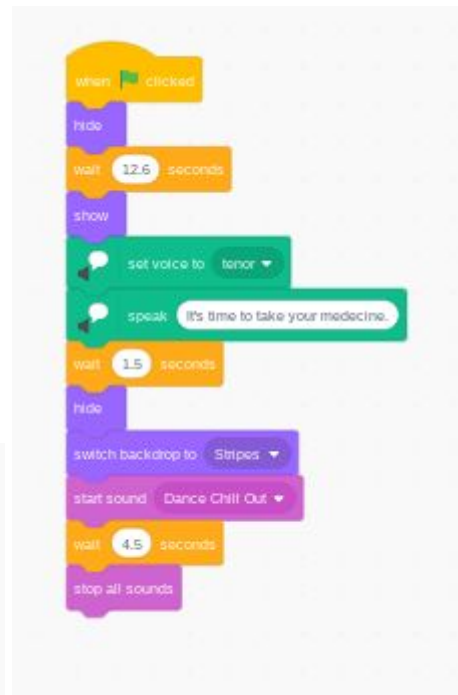 when clicked
hide
wait 12.6 seconds
show
set voice to tenor
speak It's time to take your medecine.
wait 1.5 seconds
hide
switch backdrop to Stripes
start sound Dance Chill Out
wait 4.5 seconds
stop all sounds